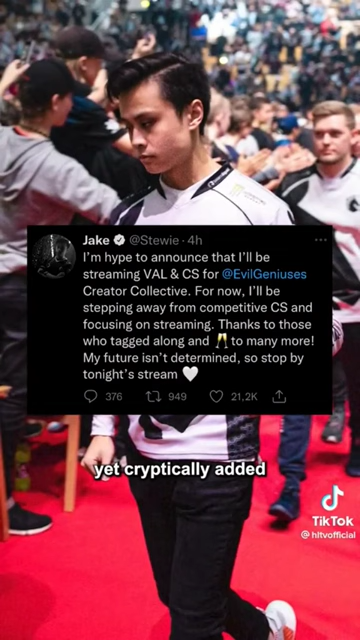 Jake @Stewie · 4h
I'm hype to announce that I'll be
streaming VAL & CS for @EvilGeniuses
Creator Collective. For now, I'll be
stepping away from competitive CS and
focusing on streaming. Thanks to those
who tagged along and 🥂 to many more!
My future isn't determined, so stop by
tonight's stream 🤍
376 949 21,2K
yet cryptically added
TikTok
@hltvofficial